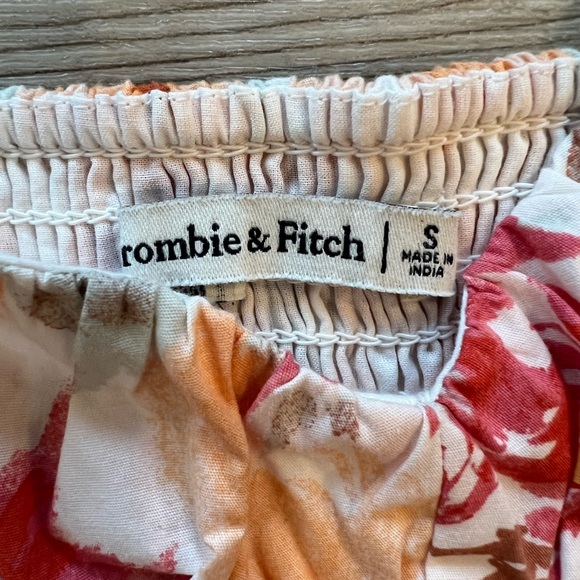 rombie & Fitch
S
MADE IN
INDIA